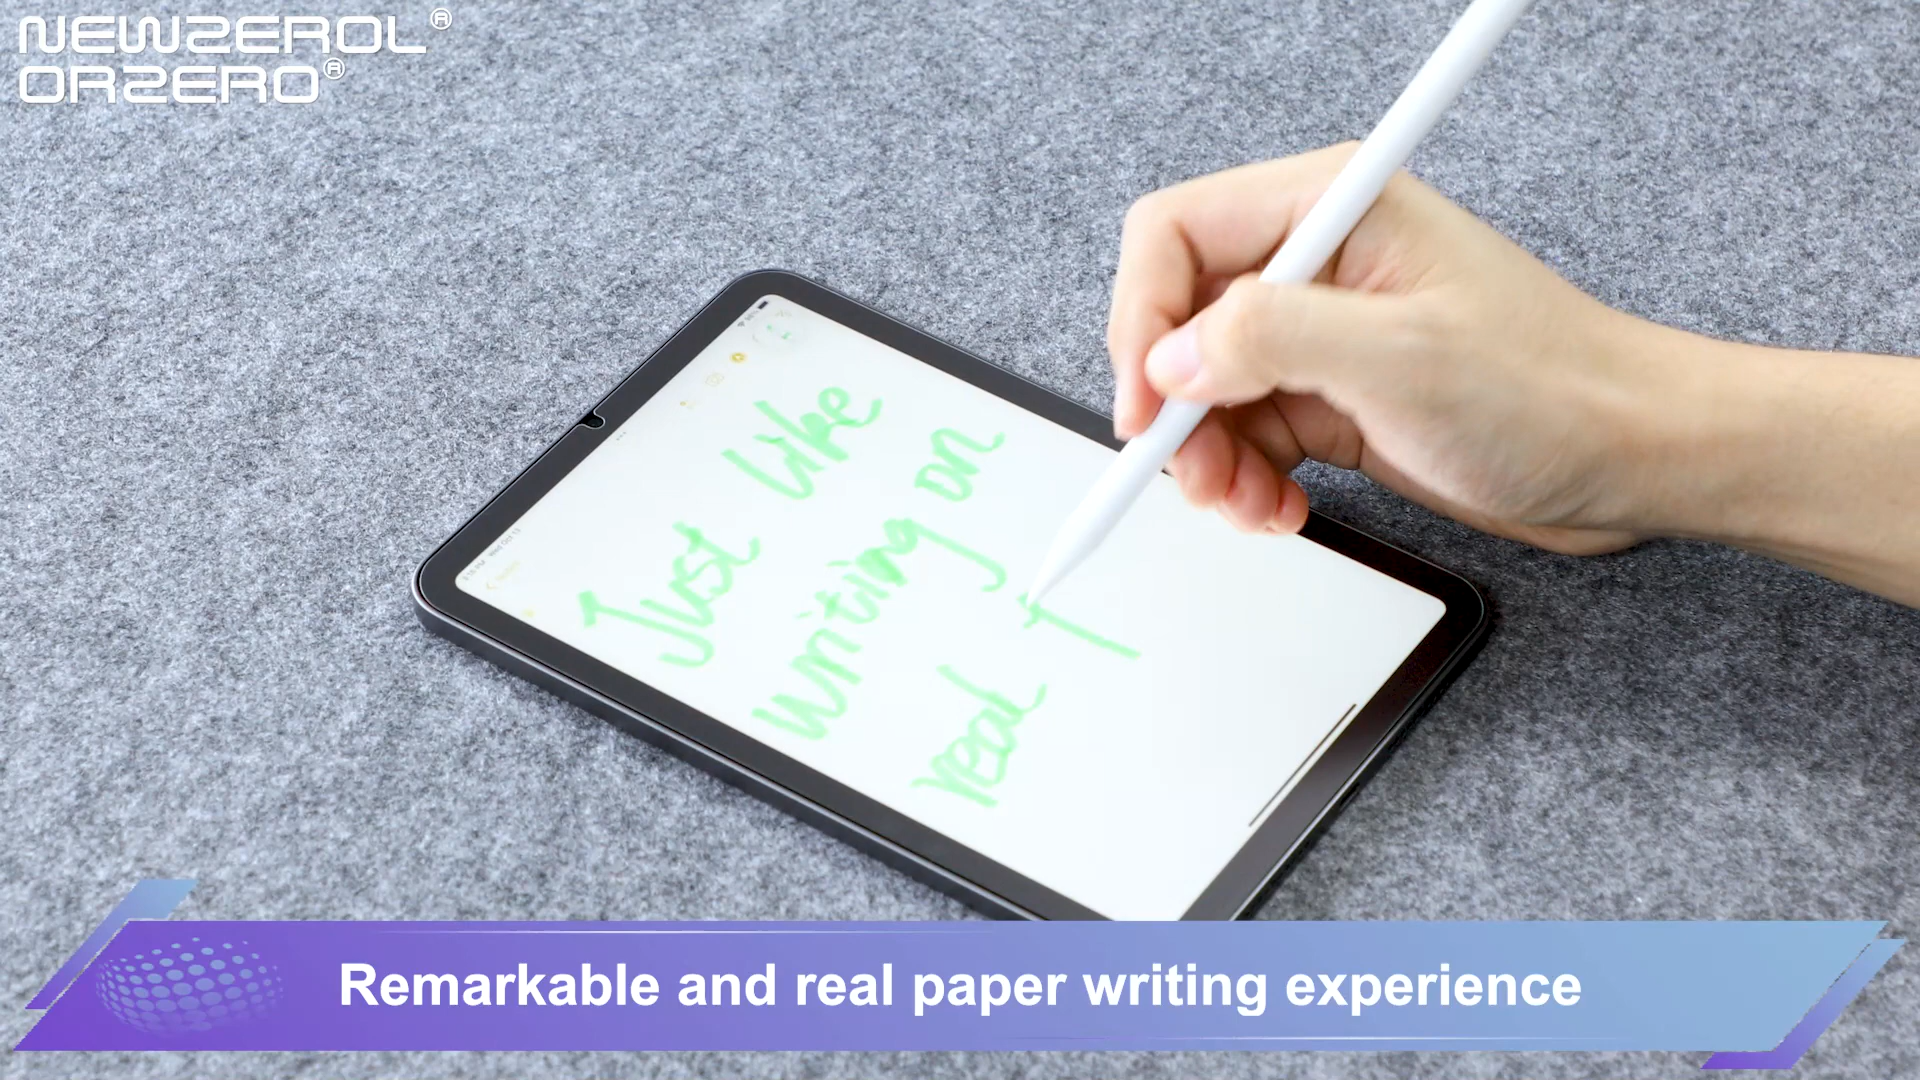 NEWZEROL®
ORZERO®
Just like
writing on
real
Remarkable and real paper writing experience